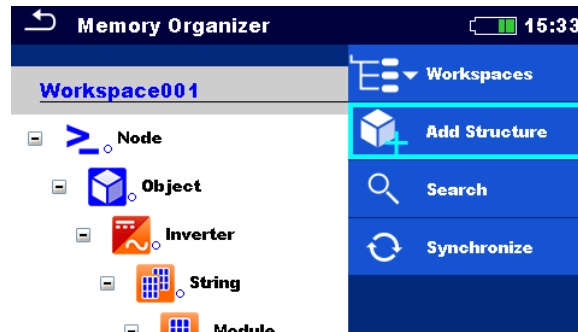 Memory Organizer 15:33
Workspace001
Workspaces
Node
Add Structure
Object
Search
Inverter
Synchronize
String
Module